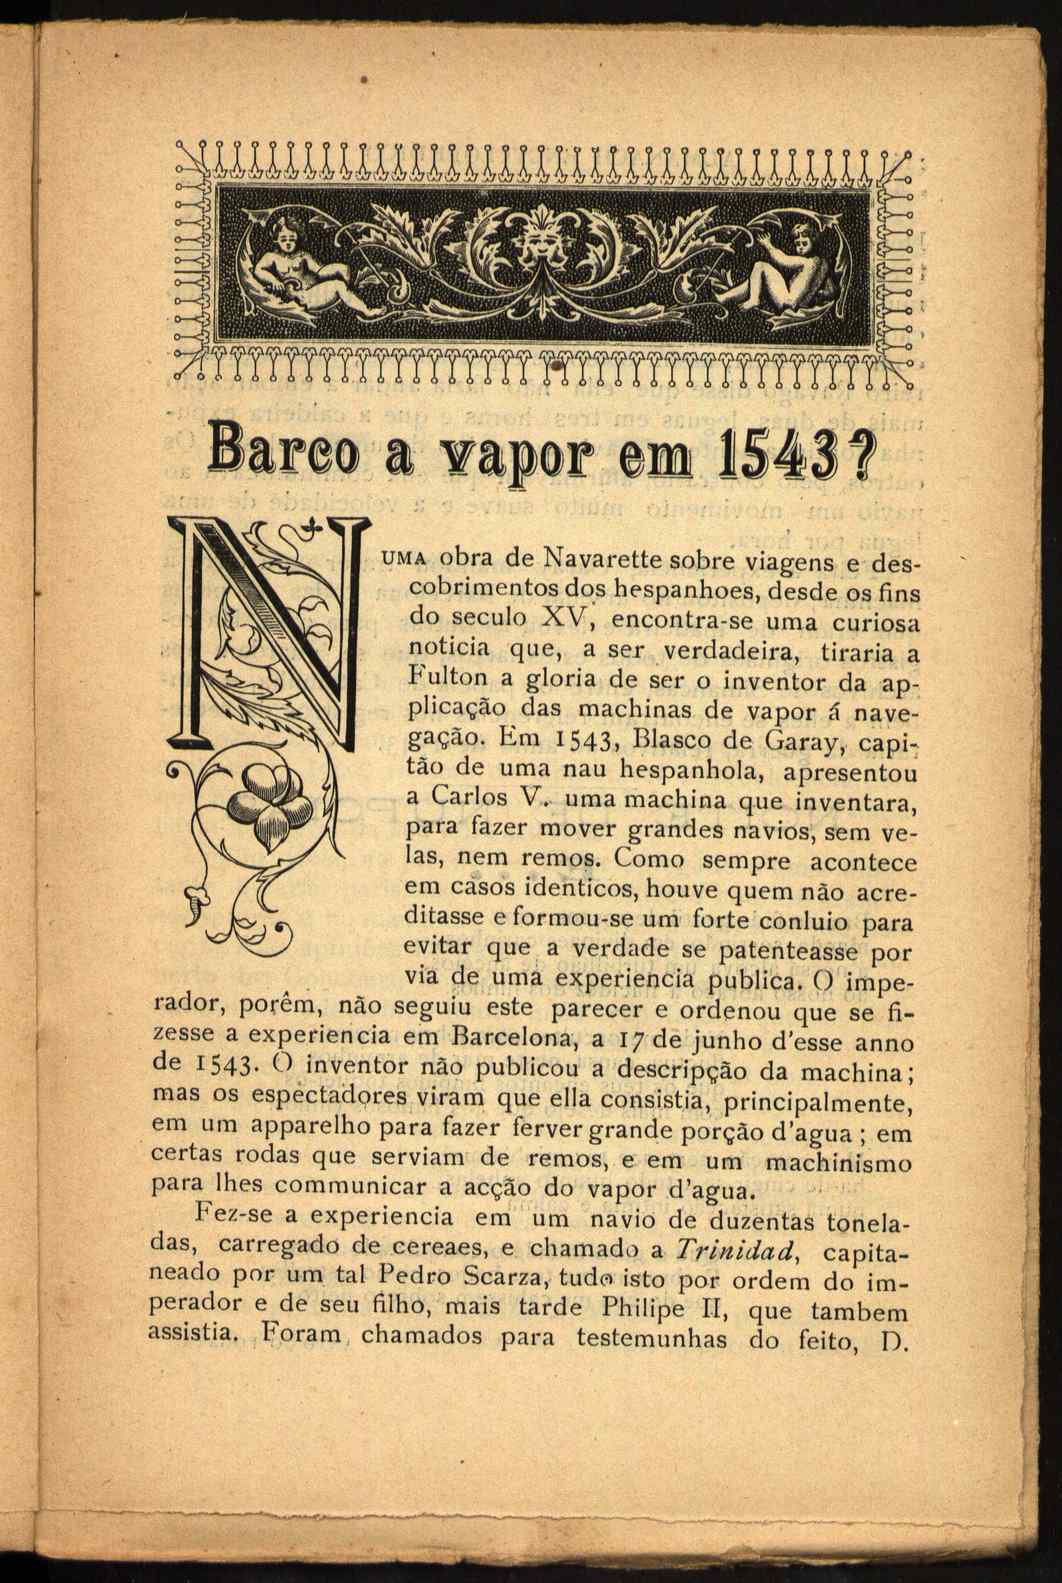 Barco a vapor em 1543?
NUMA obra de Navarette sobre viagens e des-
cobrimentos dos hespanhoes, desde os fins
do seculo XV, encontra-se uma curiosa
noticia que, a ser verdadeira, tiraria a
Fulton a gloria de ser o inventor da ap-
plicação das machinas de vapor á nave-
gação. Em 1543, Blasco de Garay, capi-
tão de uma nau hespanhola, apresentou
a Carlos V. uma machina que inventara,
para fazer mover grandes navios, sem ve-
las, nem remos. Como sempre acontece
em casos identicos, houve quem não acre-
ditasse e formou-se um forte conluio para
evitar que a verdade se patenteasse por
via de uma experiencia publica. O impe-
rador, porêm, não seguiu este parecer e ordenou que se fi-
zesse a experiencia em Barcelona, a 17 de junho d'esse anno
de 1543. O inventor não publicou a descripção da machina;
mas os espectadores viram que ella consistia, principalmente,
em um apparelho para fazer ferver grande porção d'agua; em
certas rodas que serviam de remos, e em um machinismo
para lhes communicar a acção do vapor d'agua.
Fez-se a experiencia em um navio de duzentas tonela-
das, carregado de cereaes, e chamado a Trinidad, capita-
neado por um tal Pedro Scarza, tudo isto por ordem do im-
perador e de seu filho, mais tarde Philipe II, que tambem
assistia. Foram chamados para testemunhas do feito, D.